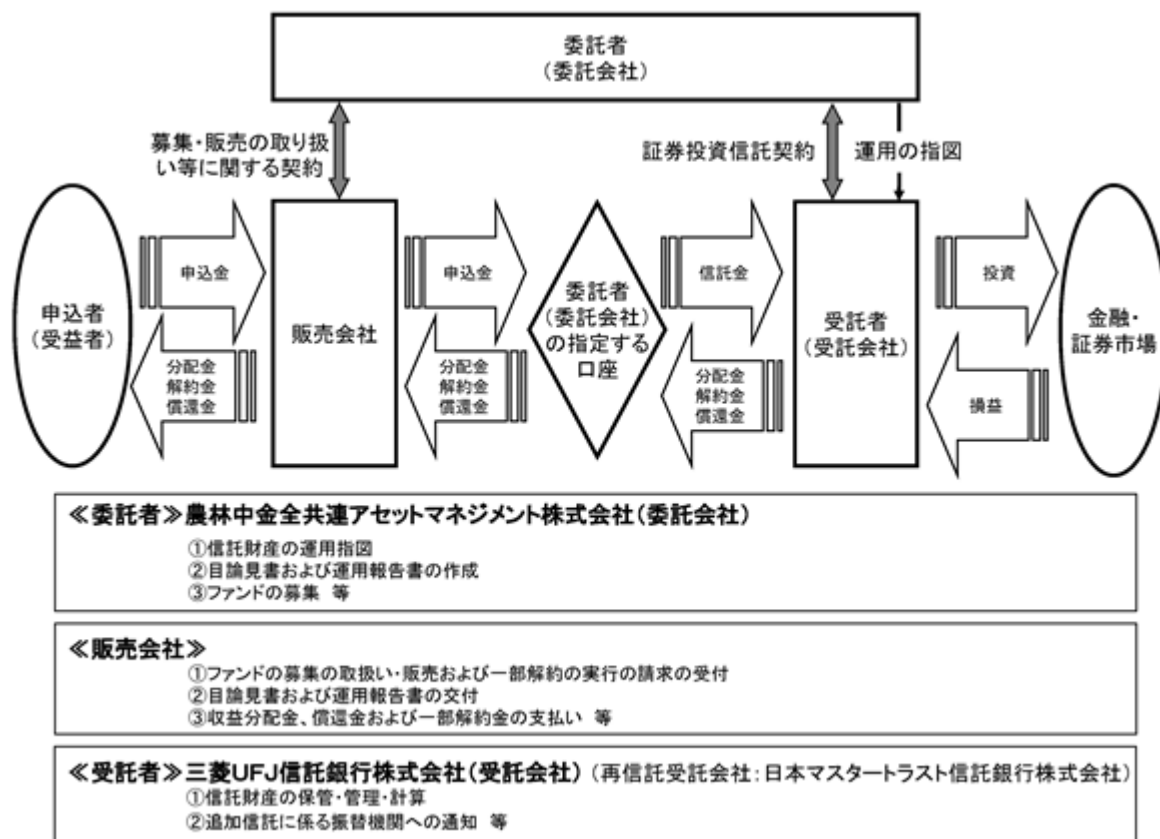 委託者
（委託会社）
募集・販売の取り扱
い等に関する契約
証券投資信託契約
運用の指図
申込者
（受益者）
申込金
分配金
解約金
償還金
販売会社
申込金
分配金
解約金
償還金
委託者
（委託会社）
の指定する
口座
信託金
分配金
解約金
償還金
受託者
（受託会社）
投資
損益
金融・
証券市場
≪委託者≫農林中金全共連アセットマネジメント株式会社（委託会社）
①信託財産の運用指図
②目論見書および運用報告書の作成
③ファンドの募集 等
≪販売会社≫
①ファンドの募集の取扱い・販売および一部解約の実行の請求の受付
②目論見書および運用報告書の交付
③収益分配金、償還金および一部解約金の支払い 等
≪受託者≫三菱UFJ信託銀行株式会社（受託会社）（再信託受託会社：日本マスタートラスト信託銀行株式会社）
①信託財産の保管・管理・計算
②追加信託に係る振替機関への通知 等